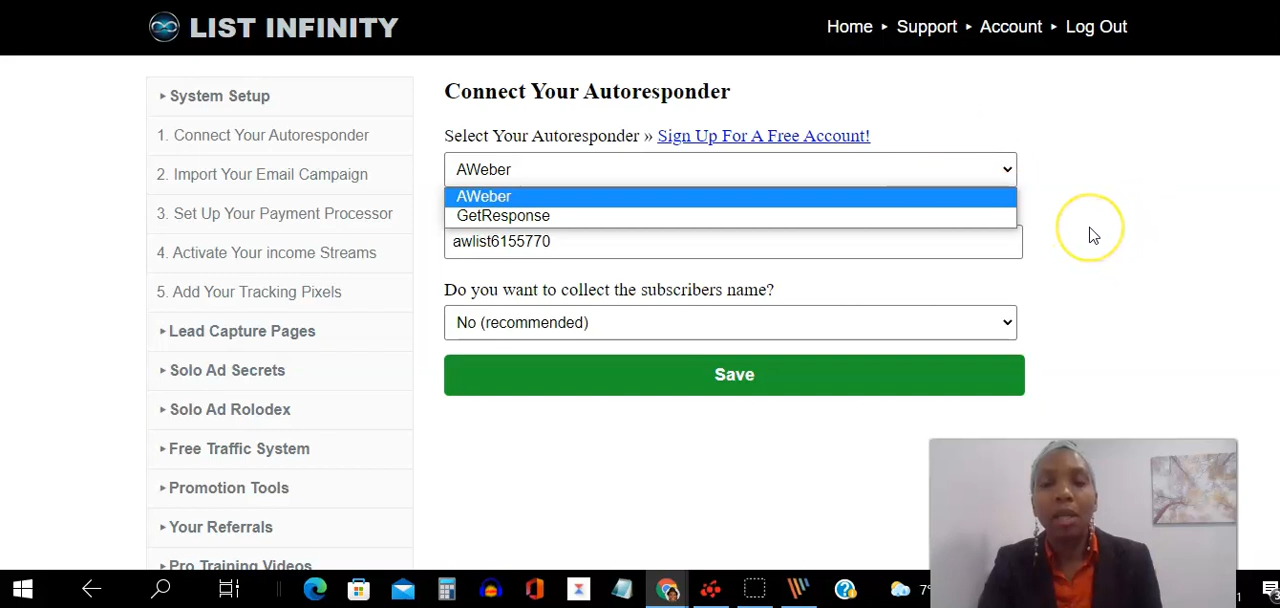 LIST INFINITY
Home ‣ Support ‣ Account ‣ Log Out
‣ System Setup
1. Connect Your Autoresponder
2. Import Your Email Campaign
3. Set Up Your Payment Processor
4. Activate Your income Streams
5. Add Your Tracking Pixels
‣ Lead Capture Pages
‣ Solo Ad Secrets
‣ Solo Ad Rolodex
‣ Free Traffic System
‣ Promotion Tools
‣ Your Referrals
‣ Pro Training Videos
Connect Your Autoresponder
Select Your Autoresponder » Sign Up For A Free Account!
AWeber
AWeber
GetResponse
awlist6155770
Do you want to collect the subscribers name?
No (recommended)
Save
7°